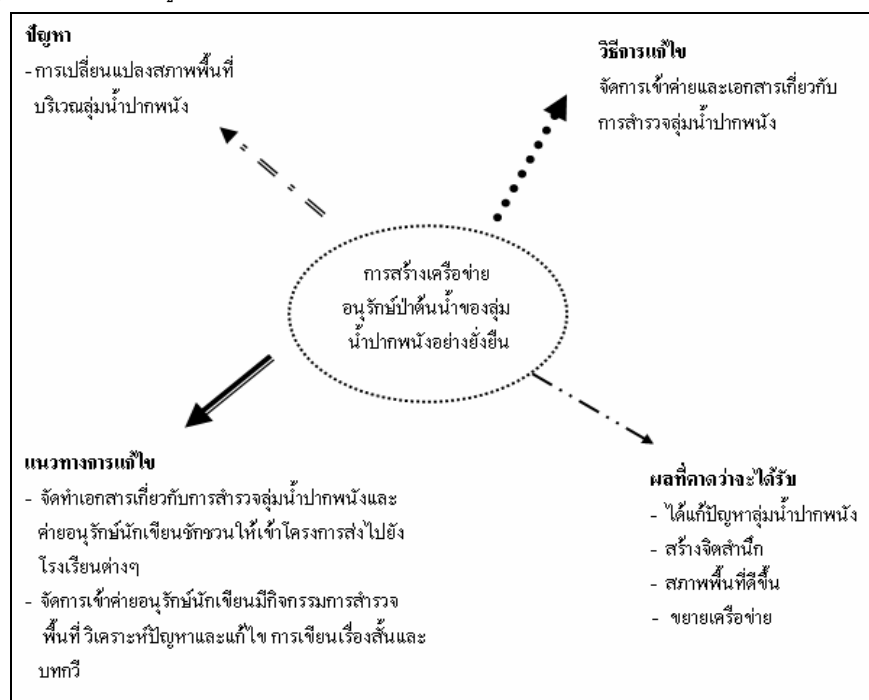 ปัญหา
- การเปลี่ยนแปลงสภาพพื้นที่
บริเวณลุ่มน้ำปากพนัง
วิธีการแก้ไข
จัดการเข้าค่ายและเอกสารเกี่ยวกับ
การสำรวจลุ่มน้ำปากพนัง
การสร้างเครือข่าย
อนุรักษ์ป่าต้นน้ำของลุ่ม
น้ำปากพนังอย่างยั่งยืน
แนวทางการแก้ไข
- จัดทำเอกสารเกี่ยวกับการสำรวจลุ่มน้ำปากพนังและ
ค่ายอนุรักษ์นักเขียนชักชวนให้เข้าโครงการส่งไปยัง
โรงเรียนต่างๆ
- จัดการเข้าค่ายอนุรักษ์นักเขียนมีกิจกรรมการสำรวจ
พื้นที่ วิเคราะห์ปัญหาและแก้ไข การเขียนเรื่องสั้นและ
บทกวี
ผลที่คาดว่าจะได้รับ
- ได้แก้ปัญหาลุ่มน้ำปากพนัง
- สร้างจิตสำนึก
- สภาพพื้นที่ดีขึ้น
- ขยายเครือข่าย